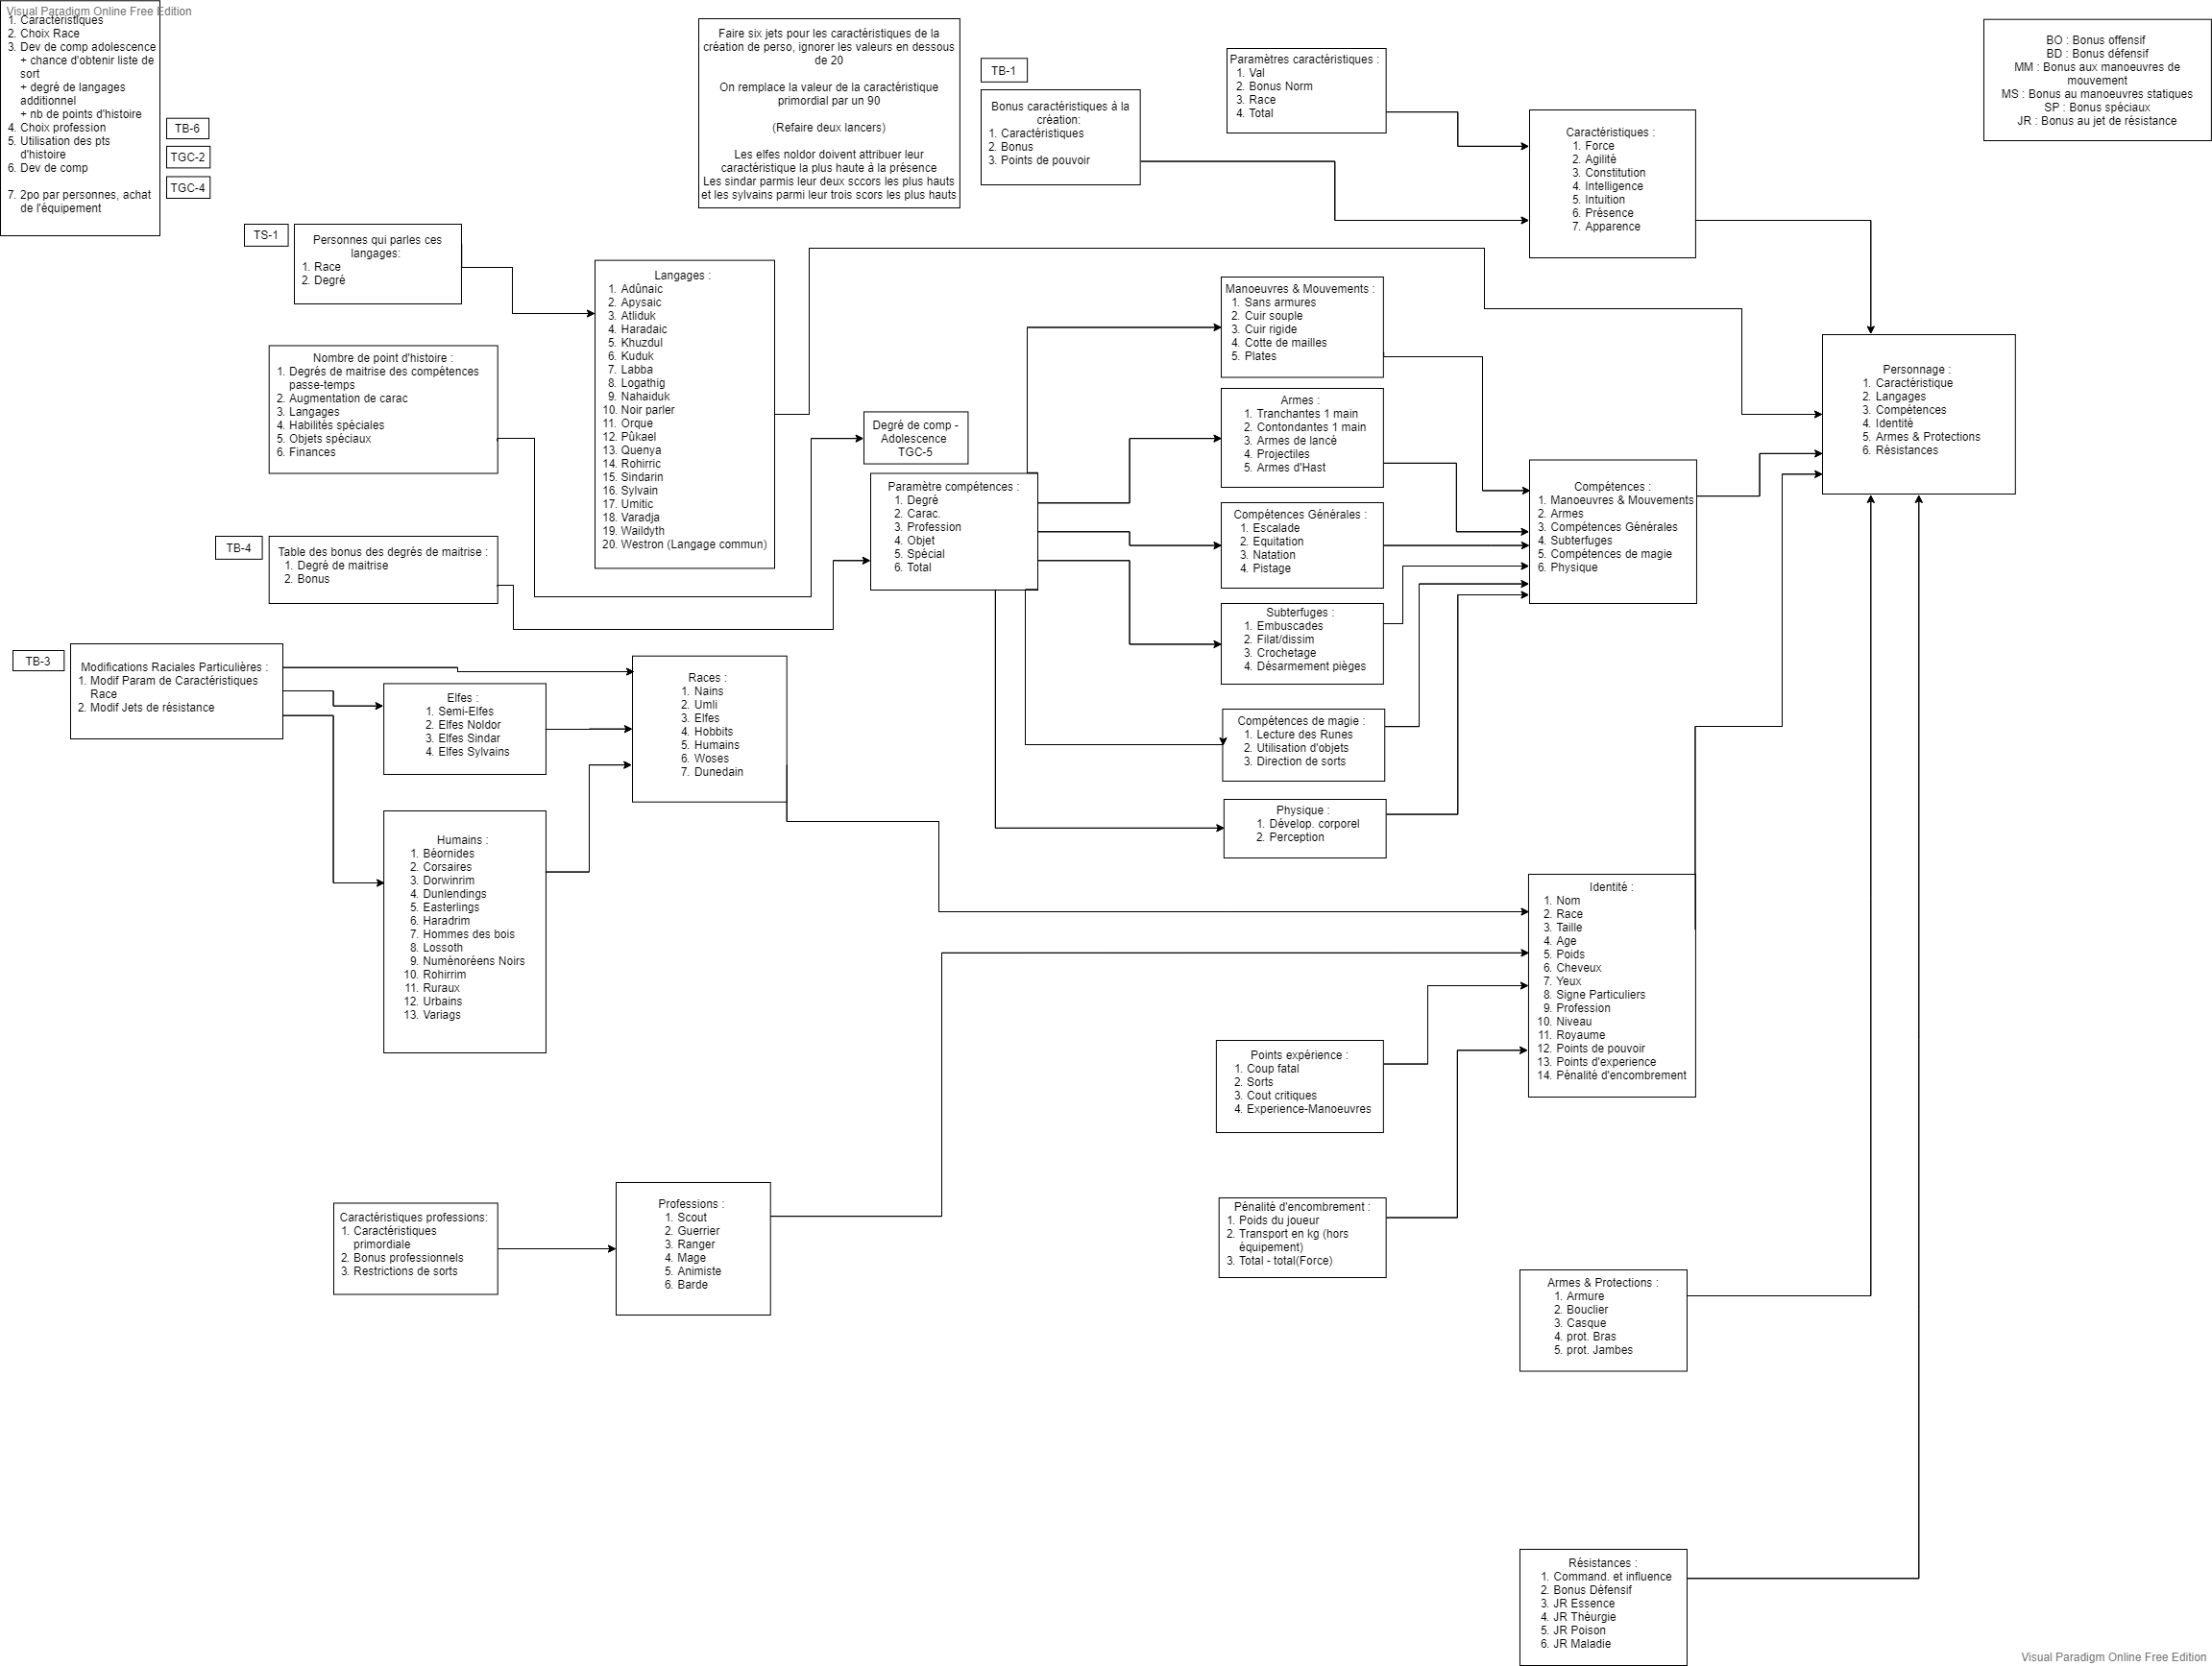 Visual Paradigm Online Free Edition
1. Caractéristiques
2. Choix Race
3. Dev de comp adolescence
+ chance d'obtenir liste de
sort
+ degré de langages
additionnel
+ nb de points d'histoire
4. Choix profession
5. Utilisation des pts
d'histoire
6. Dev de comp
7. 2po par personnes, achat
de l'équipement
TB-6
TGC-2
TGC-4
Faire six jets pour les caractéristiques de la
création de perso, ignorer les valeurs en dessous
de 20
On remplace la valeur de la caractéristique
primordial par un 90
(Refaire deux lancers)
Les elfes noldor doivent attribuer leur
caractéristique la plus haute à la présence
Les sindar parmis leur deux sccors les plus hauts
et les sylvains parmi leur trois scors les plus hauts
TB-1
Bonus caractéristiques à la
création:
1. Caractéristiques
2. Bonus
3. Points de pouvoir
Paramètres caractéristiques :
1. Val
2. Bonus Norm
3. Race
4. Total
Caractéristiques :
1. Force
2. Agilité
3. Constitution
4. Intelligence
5. Intuition
6. Présence
7. Apparence
BO : Bonus offensif
BD : Bonus défensif
MM : Bonus aux manoeuvres de
mouvement
MS : Bonus au manoeuvres statiques
SP : Bonus spéciaux
JR : Bonus au jet de résistance
TS-1
Personnes qui parles ces
langages:
1. Race
2. Degré
Langages :
1. Adûnaic
2. Apysaic
3. Atliduk
4. Haradaic
5. Khuzdul
6. Kuduk
7. Labba
8. Logathig
9. Nahaiduk
10. Noir parler
11. Orque
12. Pûkael
13. Quenya
14. Rohirric
15. Sindarin
16. Sylvain
17. Umitic
18. Varadja
19. Waildyth
20. Westron (Langage commun)
Nombre de point d'histoire :
1. Degrés de maitrise des compétences
passe-temps
2. Augmentation de carac
3. Langages
4. Habilités spéciales
5. Objets spéciaux
6. Finances
Degré de comp -
Adolescence
TGC-5
TB-4
Table des bonus des degrés de maitrise :
1. Degré de maitrise
2. Bonus
Paramètre compétences :
1. Degré
2. Carac.
3. Profession
4. Objet
5. Spécial
6. Total
Manoeuvres & Mouvements :
1. Sans armures
2. Cuir souple
3. Cuir rigide
4. Cotte de mailles
5. Plates
Armes :
1. Tranchantes 1 main
2. Contondantes 1 main
3. Armes de lancé
4. Projectiles
5. Armes d'Hast
Compétences Générales :
1. Escalade
2. Equitation
3. Natation
4. Pistage
Subterfuges :
1. Embuscades
2. Filat/dissim
3. Crochetage
4. Désarmement pièges
Compétences de magie :
1. Lecture des Runes
2. Utilisation d'objets
3. Direction de sorts
Physique :
1. Dévelop. corporel
2. Perception
Compétences :
1. Manoeuvres & Mouvements
2. Armes
3. Compétences Générales
4. Subterfuges
5. Compétences de magie
6. Physique
Personnage :
1. Caractéristique
2. Langages
3. Compétences
4. Identité
5. Armes & Protections
6. Résistances
TB-3
Modifications Raciales Particulières :
1. Modif Param de Caractéristiques
Race
2. Modif Jets de résistance
Elfes :
1. Semi-Elfes
2. Elfes Noldor
3. Elfes Sindar
4. Elfes Sylvains
Races :
1. Nains
2. Umli
3. Elfes
4. Hobbits
5. Humains
6. Woses
7. Dunedain
Humains :
1. Béornides
2. Corsaires
3. Dorwinrim
4. Dunlendings
5. Easterlings
6. Haradrim
7. Hommes des bois
8. Lossoth
9. Numénoréens Noirs
10. Rohirrim
11. Ruraux
12. Urbains
13. Variags
Identité :
1. Nom
2. Race
3. Taille
4. Age
5. Poids
6. Cheveux
7. Yeux
8. Signe Particuliers
9. Profession
10. Niveau
11. Royaume
12. Points de pouvoir
13. Points d'experience
14. Pénalité d'encombrement
Points expérience :
1. Coup fatal
2. Sorts
3. Cout critiques
4. Experience-Manoeuvres
Caractéristiques professions:
1. Caractéristiques
primordiale
2. Bonus professionnels
3. Restrictions de sorts
Professions :
1. Scout
2. Guerrier
3. Ranger
4. Mage
5. Animiste
6. Barde
Pénalité d'encombrement :
1. Poids du joueur
2. Transport en kg (hors
équipement)
3. Total - total(Force)
Armes & Protections :
1. Armure
2. Bouclier
3. Casque
4. prot. Bras
5. prot. Jambes
Résistances :
1. Command. et influence
2. Bonus Défensif
3. JR Essence
4. JR Théurgie
5. JR Poison
6. JR Maladie
Visual Paradigm Online Free Edition